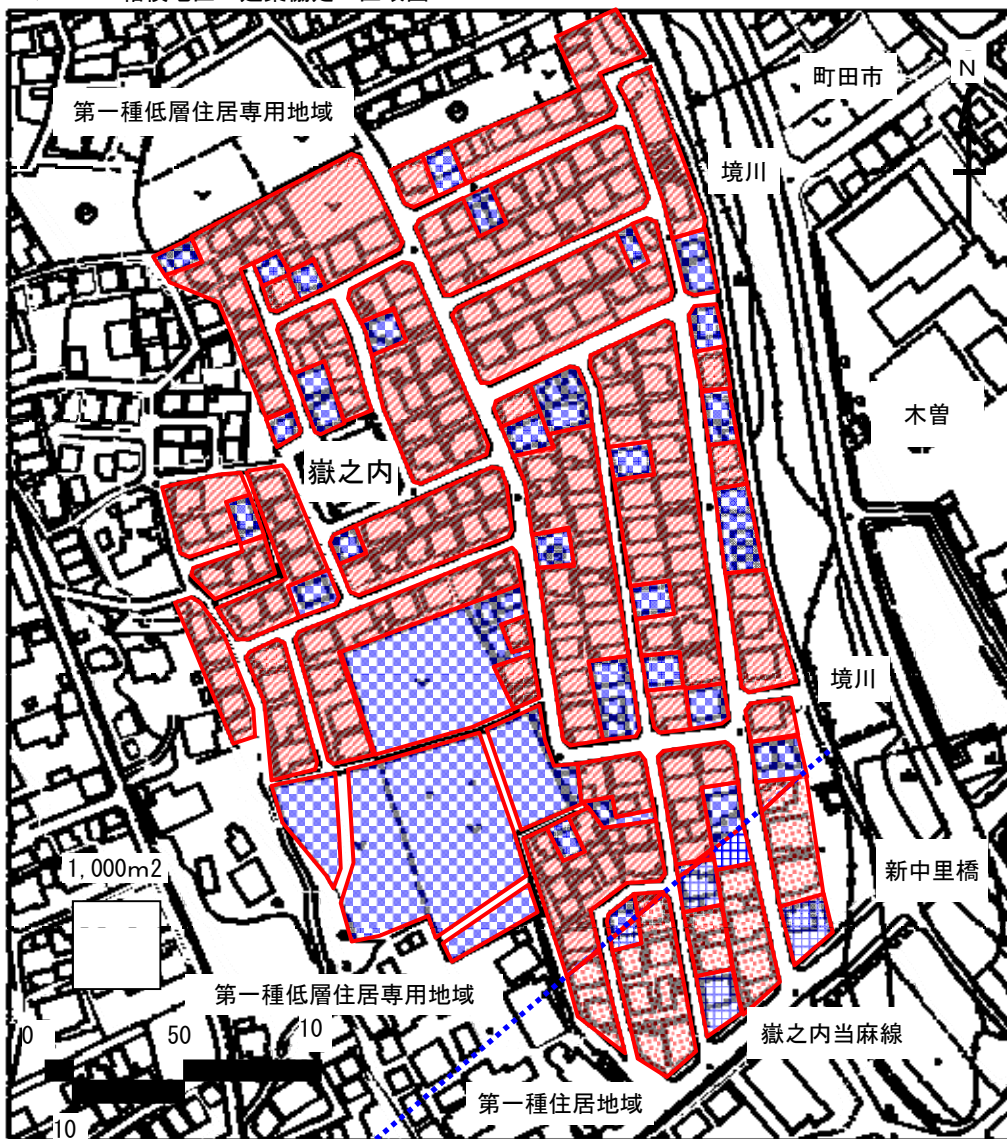 町田市
N
第一種低層住居専用地域
境川
木曽
嶽之内
境川
1,000m2
新中里橋
第一種低層住居専用地域
0 50 10
嶽之内当麻線
第一種住居地域
10